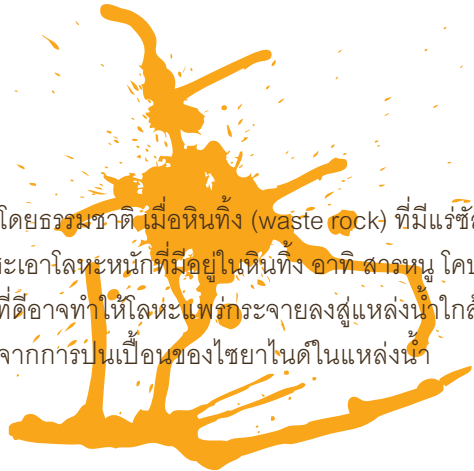 โดยธรรมชาติ เมื่อหินทิ้ง (waste rock) ที่มีแร่ซัล
ะเอาโลหะหนักที่มีอยู่ในหินทิ้ง อาทิ สารหนู โคบ
ที่ดีอาจทำให้โลหะแพร่กระจายลงสู่แหล่งน้ำใกล้
จากการปนเปื้อนของไซยาไนด์ในแหล่งน้ำ